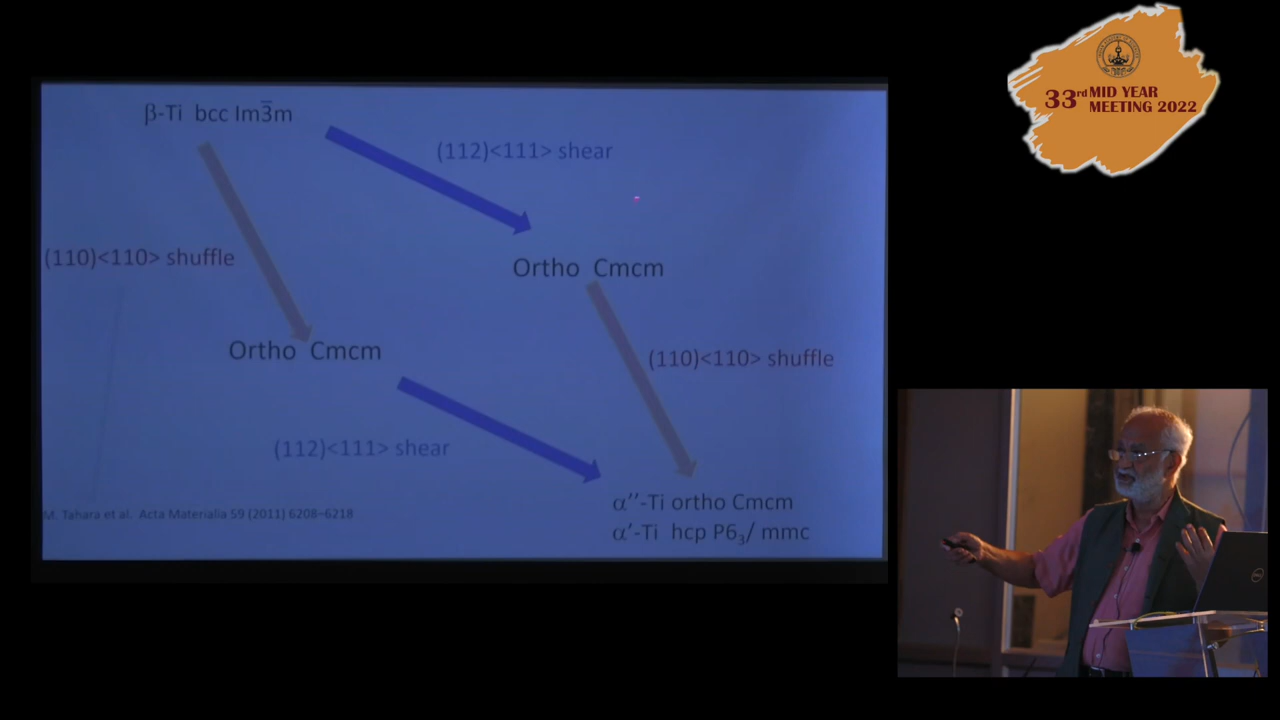 β-Ti bcc Im3̅m
(112)<111> shear
(110)<110> shuffle
Ortho Cmcm
Ortho Cmcm
(110)<110> shuffle
(112)<111> shear
α''-Ti ortho Cmcm
α'-Ti hcp P6₃/ mmc
M. Tahara et al. Acta Materialia 59 (2011) 6208–6218
33rd MID YEAR
MEETING 2022